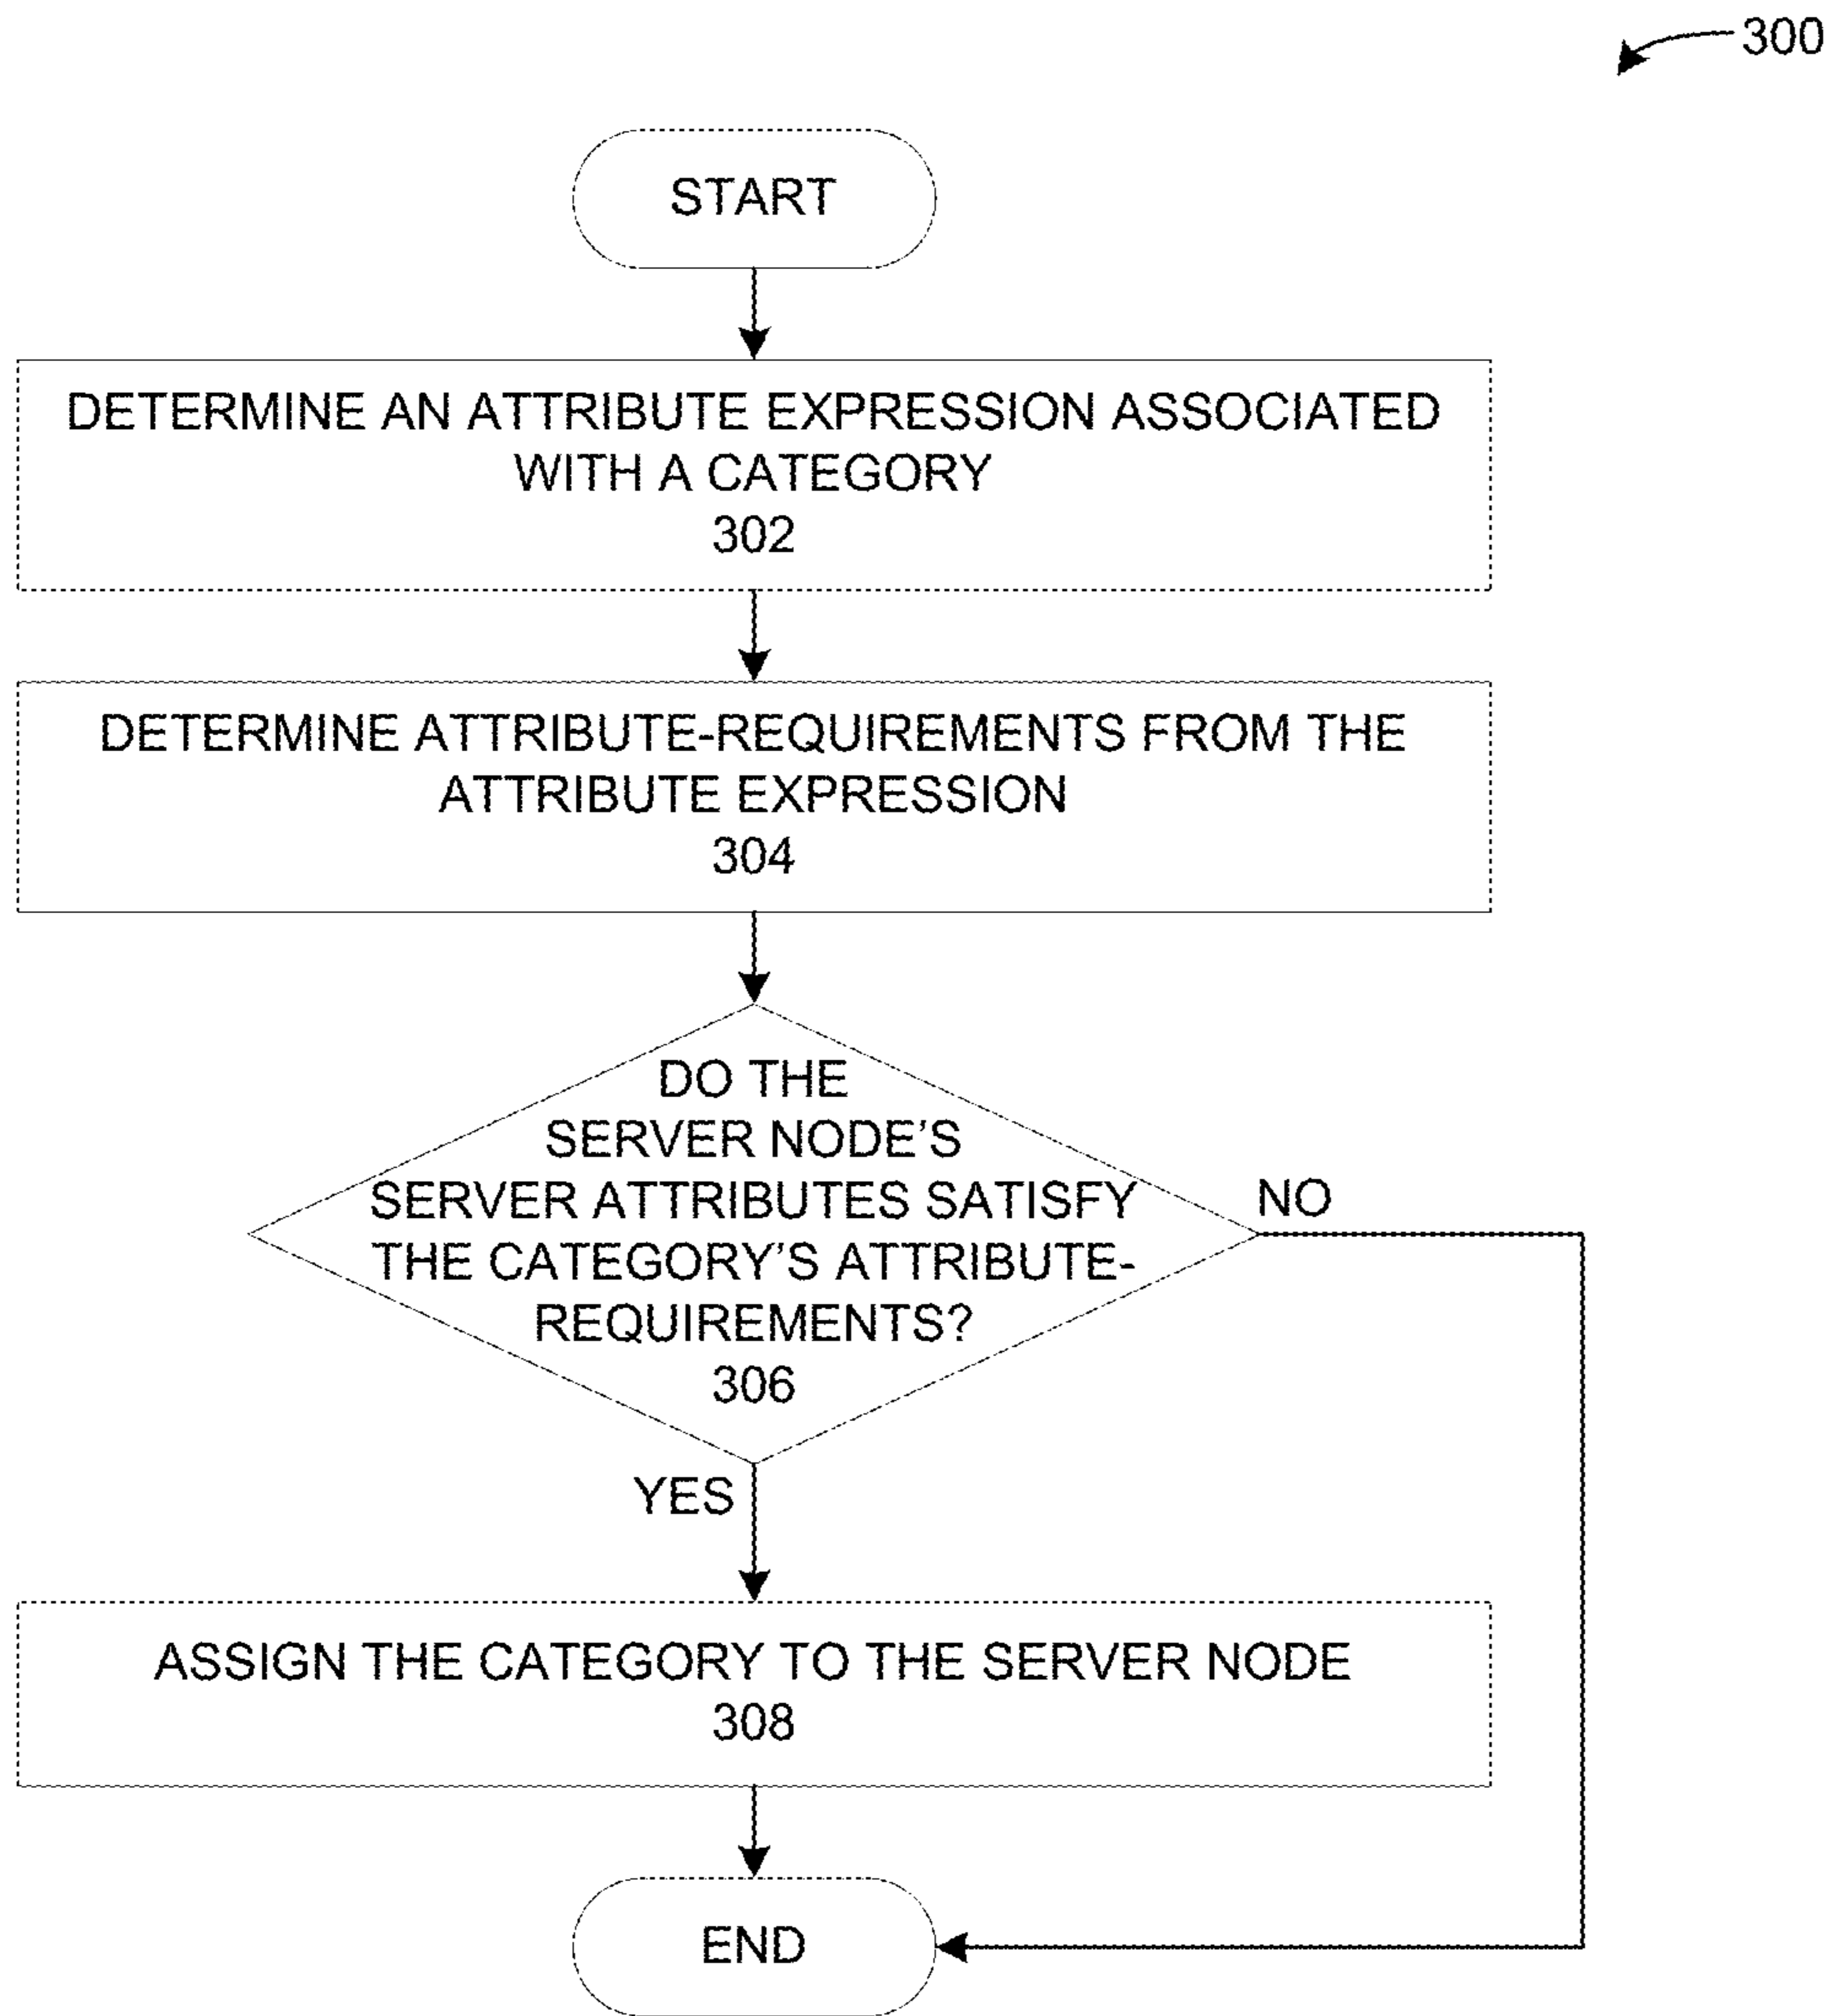 300
START
DETERMINE AN ATTRIBUTE EXPRESSION ASSOCIATED
WITH A CATEGORY
302
DETERMINE ATTRIBUTE-REQUIREMENTS FROM THE
ATTRIBUTE EXPRESSION
304
DO THE
SERVER NODE'S
SERVER ATTRIBUTES SATISFY
THE CATEGORY'S ATTRIBUTE-
REQUIREMENTS?
306
NO
YES
ASSIGN THE CATEGORY TO THE SERVER NODE
308
END